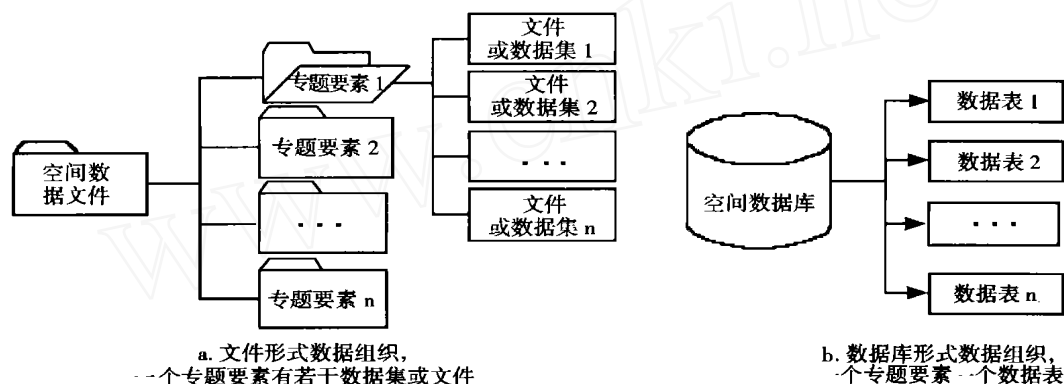 文件
或数据集 1
专题要素 1
文件
或数据集 2
数据表 1
专题要素 2
空间数
据文件
数据表 2
. . .
空间数据库
. . .
. . .
文件
或数据集 n
专题要素 n
数据表 n
a. 文件形式数据组织,
一个专题要素有若干数据集或文件
b. 数据库形式数据组织,
个专题要素一个数据表
www.cnki.ne